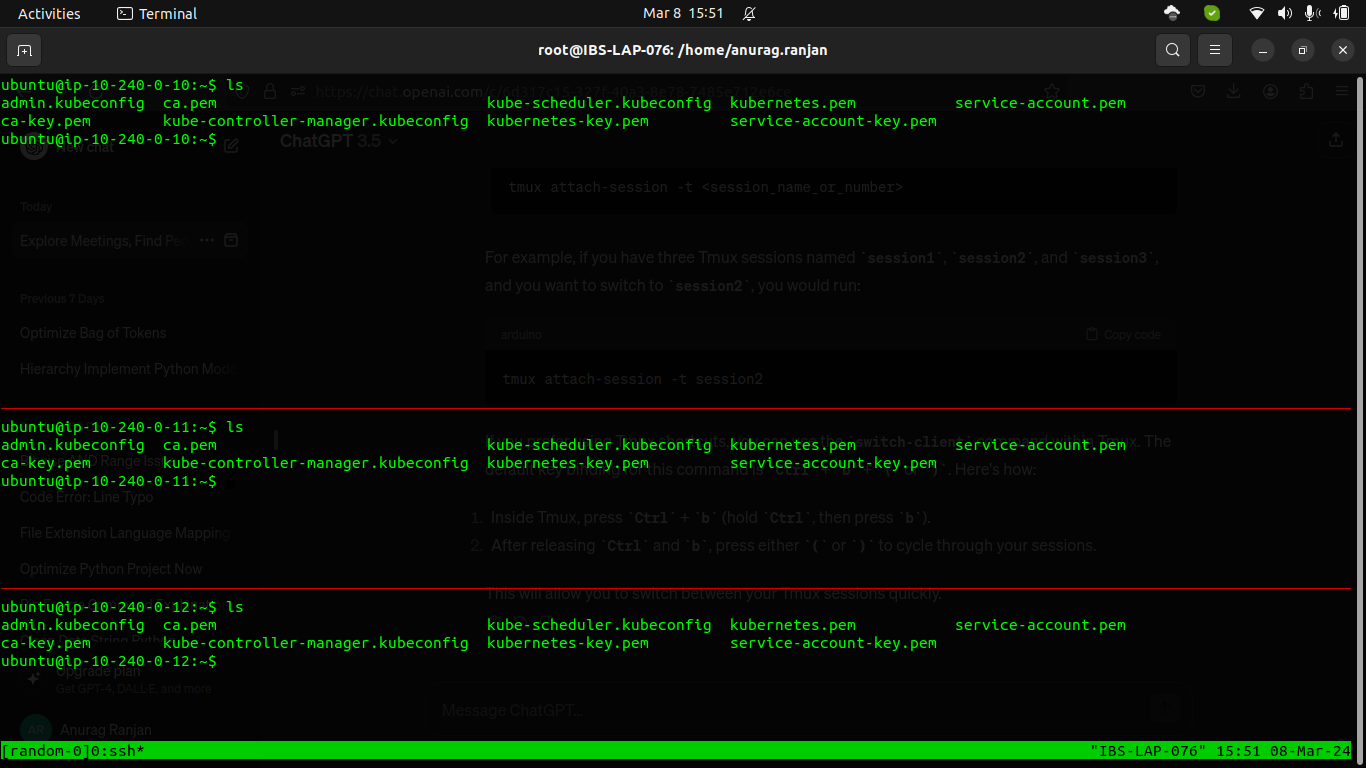 Activities Terminal Mar 8 15:51
root@IBS-LAP-076: /home/anurag.ranjan
ubuntu@ip-10-240-0-10:~$ ls
admin.kubeconfig ca.pem kube-scheduler.kubeconfig kubernetes.pem service-account.pem
ca-key.pem kube-controller-manager.kubeconfig kubernetes-key.pem service-account-key.pem
ubuntu@ip-10-240-0-10:~$
New chat
ChatGPT 3.5
tmux attach-session -t <session_name_or_number>
Today
Explore Meetings, Find
For example, if you have three Tmux sessions named `session1`, `session2`, and `session3`,
and you want to switch to `session2`, you would run:
Previous 7 Days
Optimize Bag of Tokens
arduino Copy code
Hierarchy Implement Python
tmux attach-session -t session2
ubuntu@ip-10-240-0-11:~$ ls
admin.kubeconfig ca.pem kube-scheduler.kubeconfig kubernetes.pem service-account.pem
ca-key.pem kube-controller-manager.kubeconfig kubernetes-key.pem service-account-key.pem
ubuntu@ip-10-240-0-11:~$
switch-client The
default key binding for this command Here's how:
Code Error: Line Typo
1. Inside Tmux, press `Ctrl` + `b` (hold `Ctrl`, then press `b`).
File Extension Language Mapping
2. After releasing `Ctrl` and `b`, press either `(` or `)` to cycle through your sessions.
Optimize Python Project Now
This will allow you to switch between your Tmux sessions quickly.
ubuntu@ip-10-240-0-12:~$ ls
admin.kubeconfig ca.pem kube-scheduler.kubeconfig kubernetes.pem service-account.pem
ca-key.pem kube-controller-manager.kubeconfig kubernetes-key.pem service-account-key.pem
ubuntu@ip-10-240-0-12:~$
Upgrade plan
Get GPT-4, DALL·E, and more
Message ChatGPT...
AR Anurag Ranjan
[random-0]0:ssh* "IBS-LAP-076" 15:51 08-Mar-24